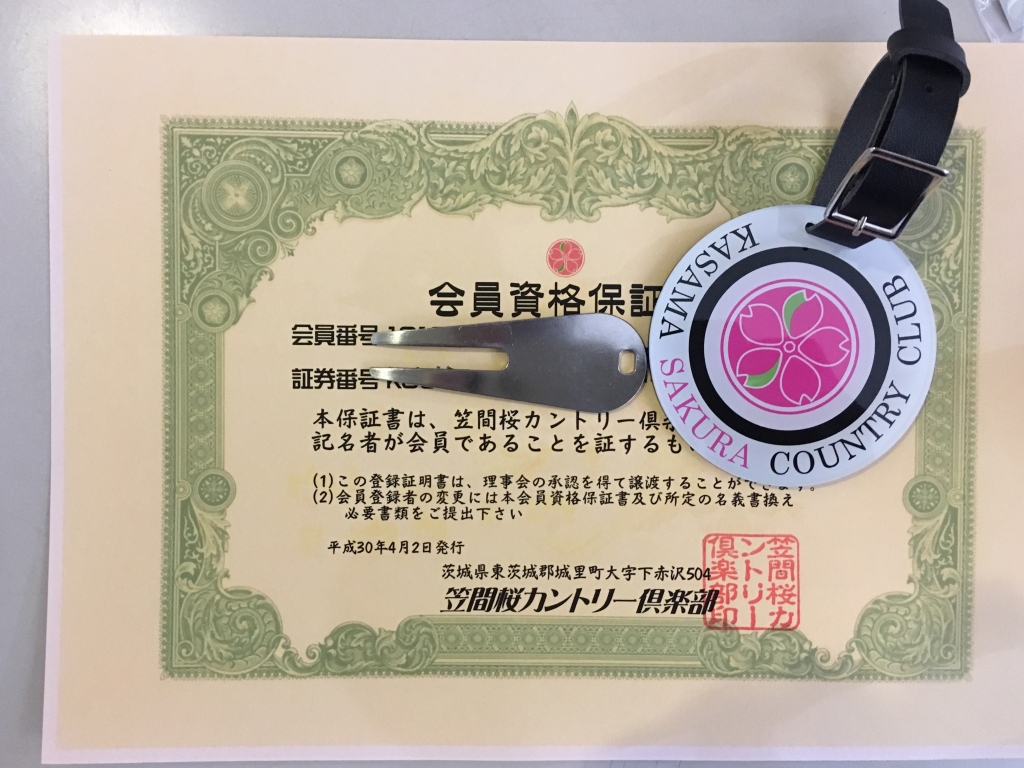 会員資格保証
会員番号
証券番号
本保証書は、笠間桜カントリー倶
記名者が会員であることを証するも
(1)この登録証明書は、理事会の承認を得て譲渡することができます。
(2)会員登録者の変更には本会員資格保証書及び所定の名義書換え
必要書類をご提出下さい
平成30年4月2日発行
茨城県東茨城郡城里町大字下赤沢504
笠間桜カントリー倶楽部
笠間桜カ
ントリー
倶楽部印
KASAMA SAKURA COUNTRY CLUB